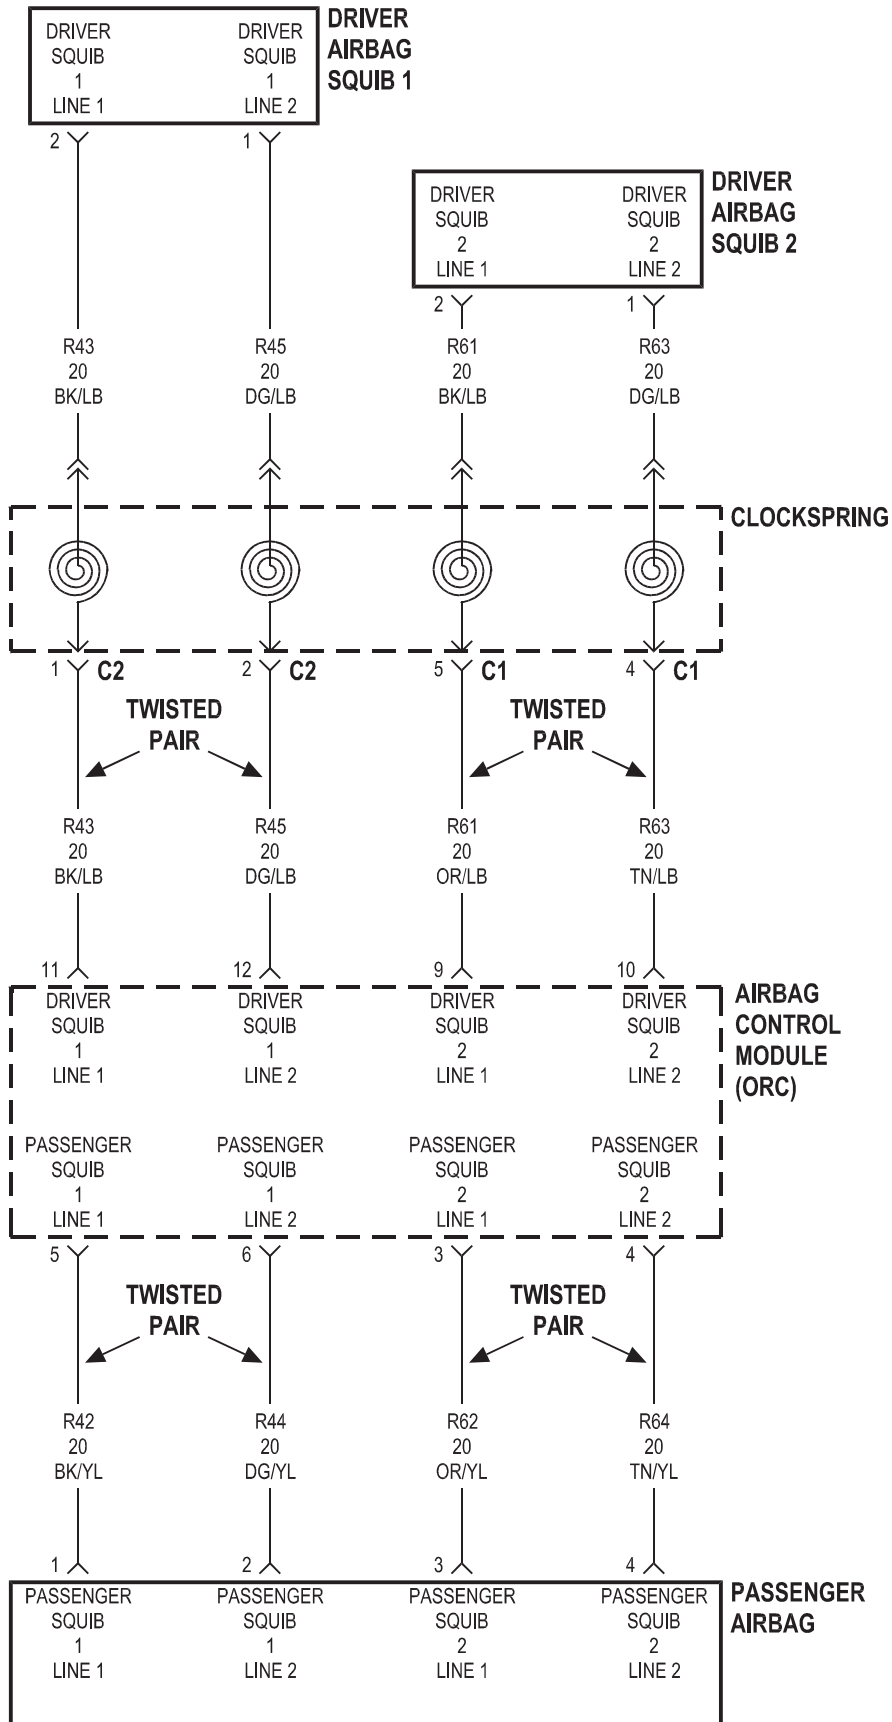 DRIVER
SQUIB
1
LINE 1
DRIVER
SQUIB
1
LINE 2
DRIVER
AIRBAG
SQUIB 1
2
1
DRIVER
SQUIB
2
LINE 1
DRIVER
SQUIB
2
LINE 2
DRIVER
AIRBAG
SQUIB 2
2
1
R43
20
BK/LB
R45
20
DG/LB
R61
20
BK/LB
R63
20
DG/LB
CLOCKSPRING
1
C2
2
C2
5
C1
4
C1
TWISTED
PAIR
TWISTED
PAIR
R43
20
BK/LB
R45
20
DG/LB
R61
20
OR/LB
R63
20
TN/LB
11
12
9
10
DRIVER
SQUIB
1
LINE 1
DRIVER
SQUIB
1
LINE 2
DRIVER
SQUIB
2
LINE 1
DRIVER
SQUIB
2
LINE 2
AIRBAG
CONTROL
MODULE
(ORC)
PASSENGER
SQUIB
1
LINE 1
PASSENGER
SQUIB
1
LINE 2
PASSENGER
SQUIB
2
LINE 1
PASSENGER
SQUIB
2
LINE 2
5
6
3
4
TWISTED
PAIR
TWISTED
PAIR
R42
20
BK/YL
R44
20
DG/YL
R62
20
OR/YL
R64
20
TN/YL
1
2
3
4
PASSENGER
SQUIB
1
LINE 1
PASSENGER
SQUIB
1
LINE 2
PASSENGER
SQUIB
2
LINE 1
PASSENGER
SQUIB
2
LINE 2
PASSENGER
AIRBAG